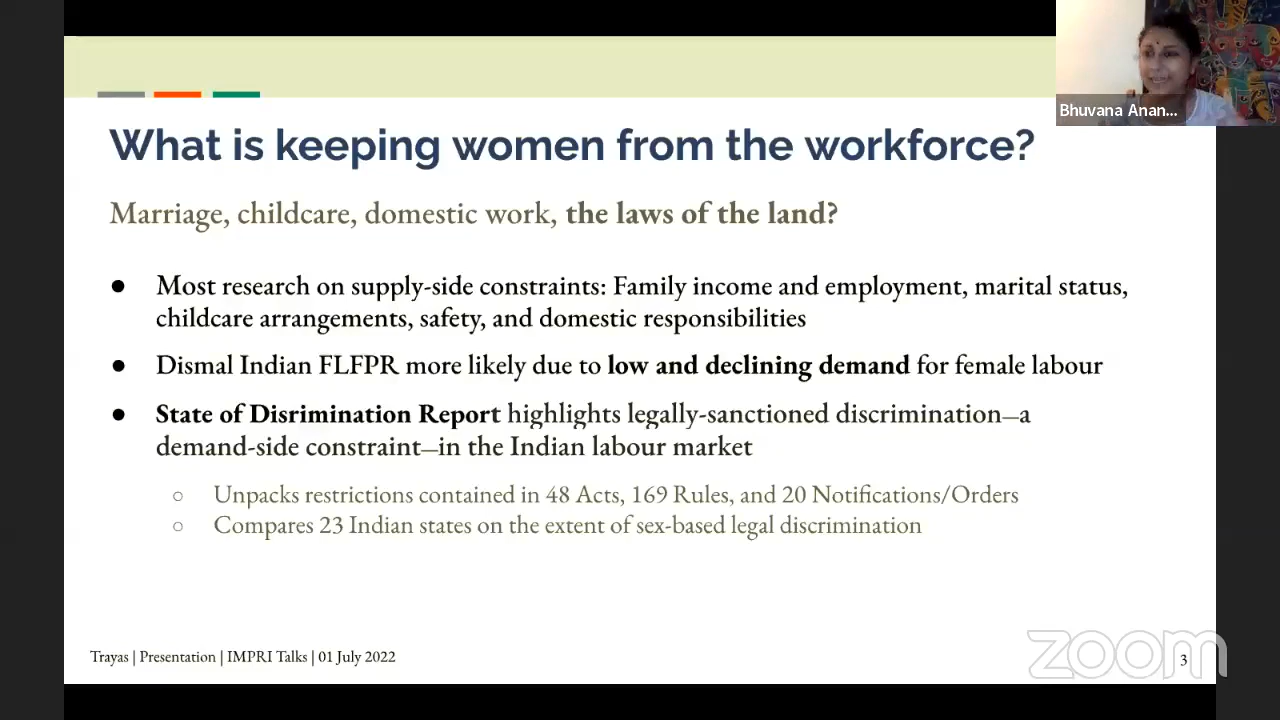 Bhuvana Anan...
What is keeping women from the workforce?
Marriage, childcare, domestic work, the laws of the land?
● Most research on supply-side constraints: Family income and employment, marital status,
childcare arrangements, safety, and domestic responsibilities
● Dismal Indian FLFPR more likely due to low and declining demand for female labour
● State of Disrimination Report highlights legally-sanctioned discrimination—a
demand-side constraint—in the Indian labour market
○ Unpacks restrictions contained in 48 Acts, 169 Rules, and 20 Notifications/Orders
○ Compares 23 Indian states on the extent of sex-based legal discrimination
Trayas | Presentation | IMPRI Talks | 01 July 2022
zoom
3